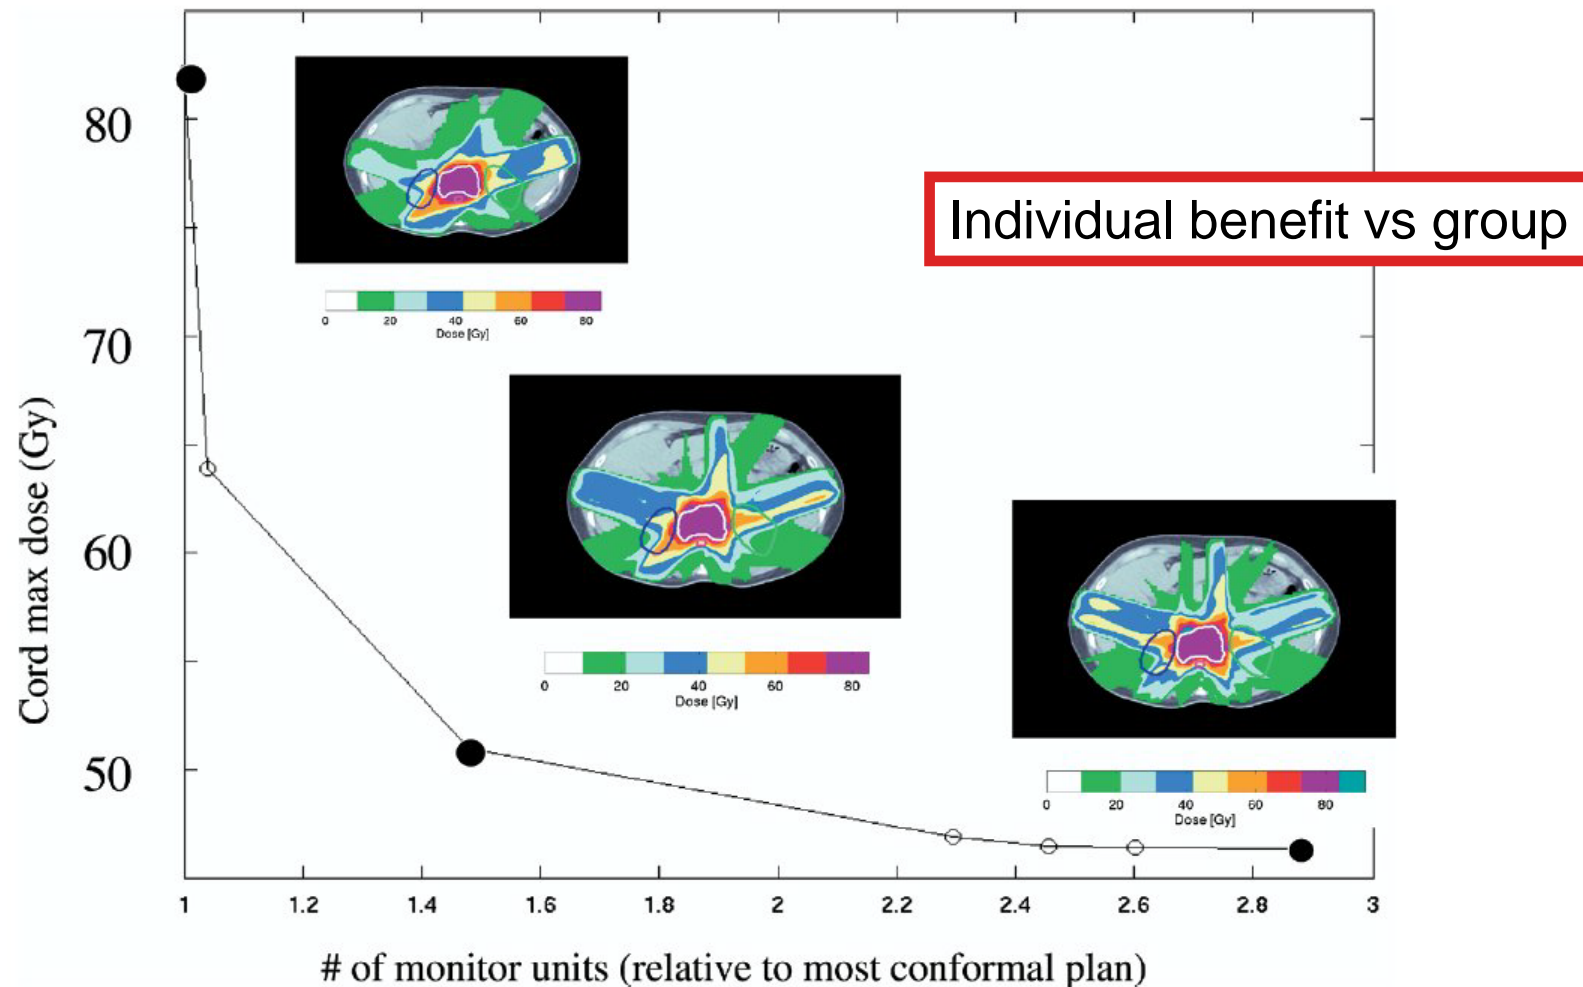 Individual benefit vs group
Cord max dose (Gy)
80
70
60
50
0 20 40 60 80
Dose [Gy]
0 20 40 60 80
Dose [Gy]
0 20 40 60 80
Dose [Gy]
1 1.2 1.4 1.6 1.8 2 2.2 2.4 2.6 2.8 3
# of monitor units (relative to most conformal plan)